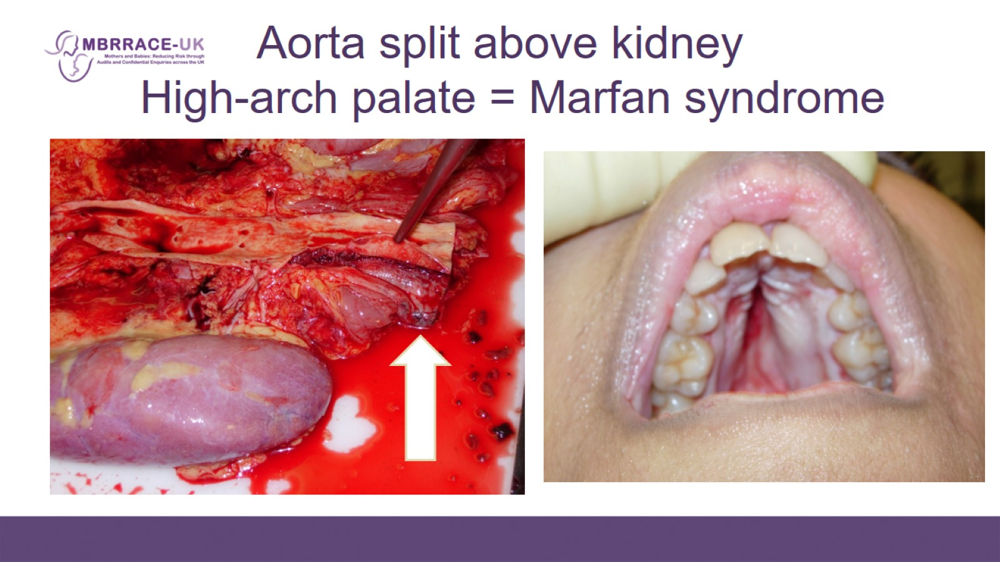 MBRRACE-UK
Mothers and Babies: Reducing Risk through
Audits and Confidential Enquiries across the UK
Aorta split above kidney
High-arch palate = Marfan syndrome